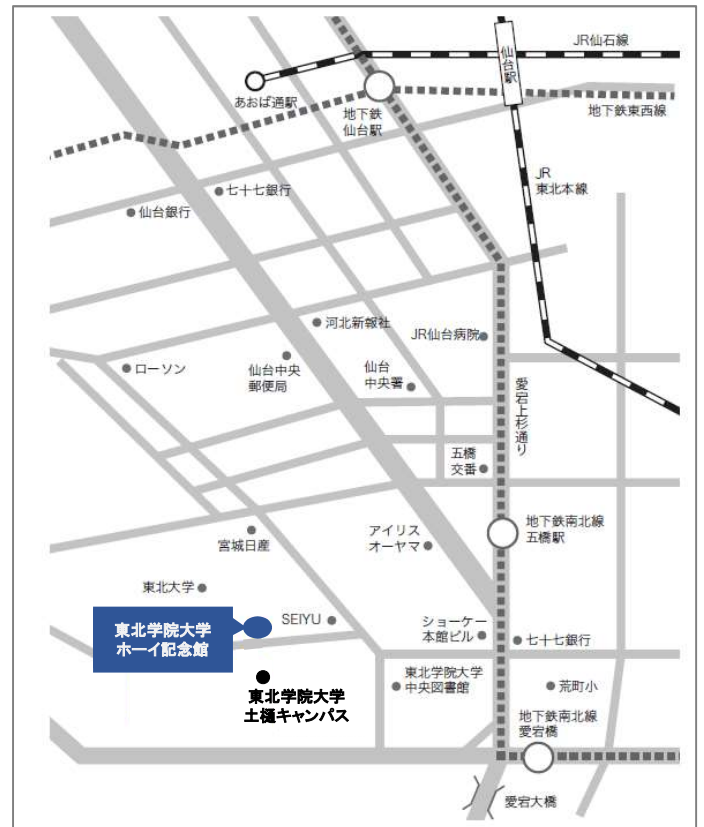 JR仙石線
仙台駅
あおば通駅
地下鉄
仙台駅
地下鉄東西線
JR
東北本線
七十七銀行
仙台銀行
河北新報社
JR仙台病院
ローソン
仙台中央
郵便局
仙台
中央署
愛宕上杉通り
五橋
交番
地下鉄南北線
五橋駅
アイリス
オーヤマ
宮城日産
東北大学
SEIYU
東北学院大学
ホーイ記念館
ショーケー
本館ビル
七十七銀行
東北学院大学
中央図書館
荒町小
東北学院大学
土樋キャンパス
地下鉄南北線
愛宕橋
愛宕大橋